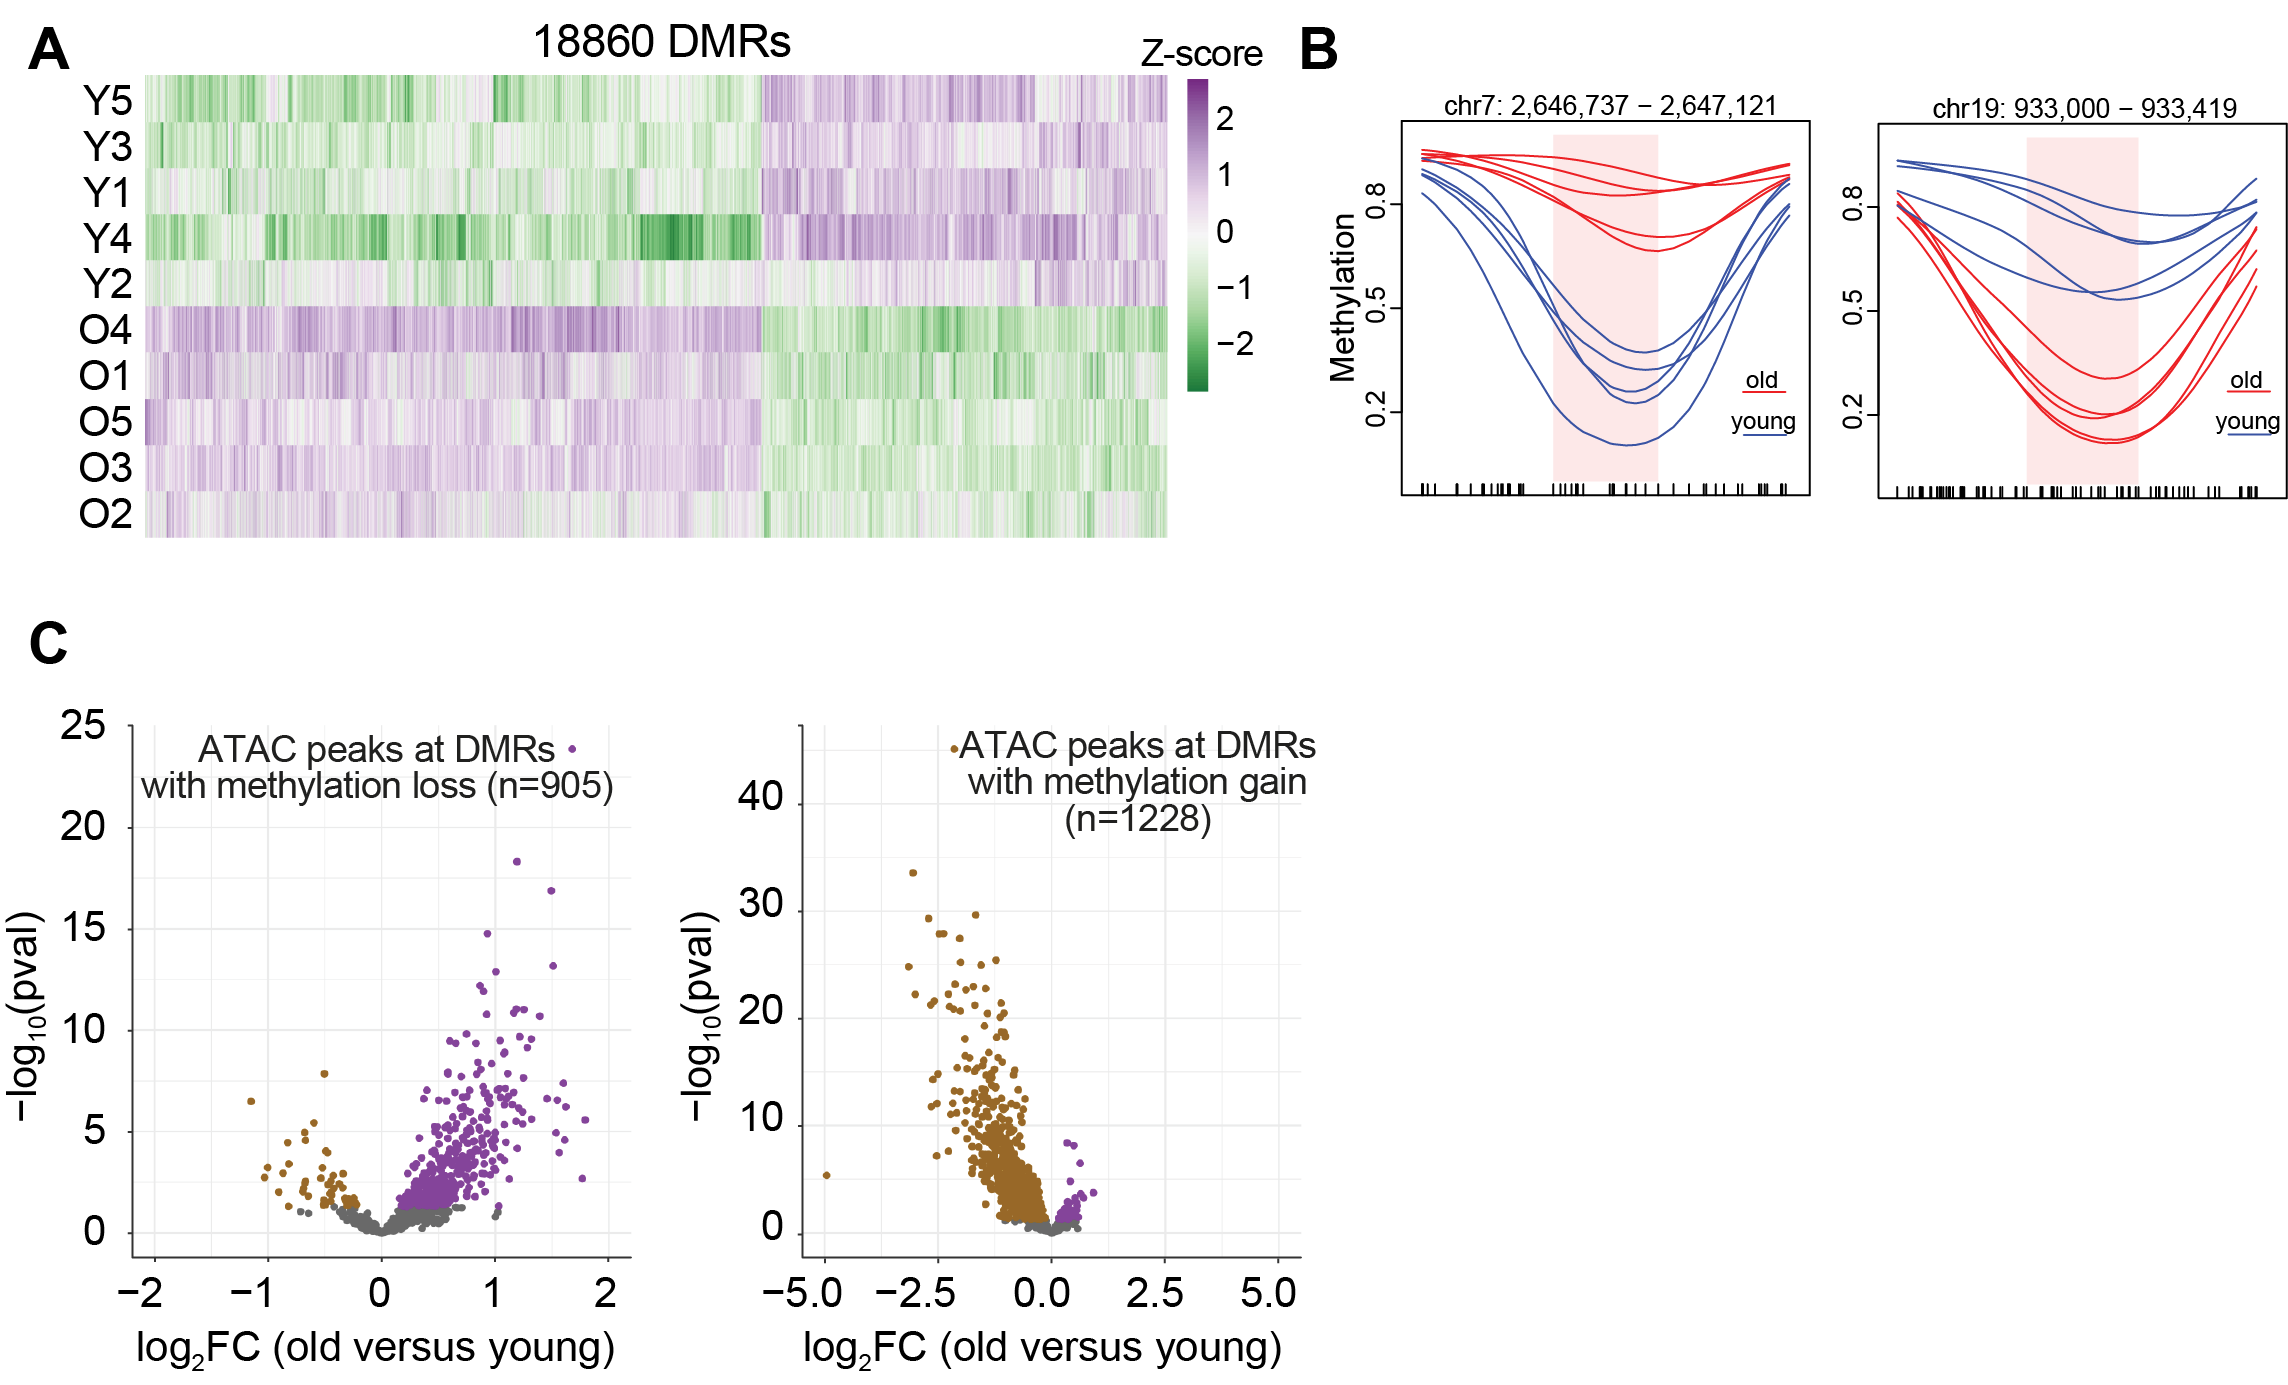 A
18860 DMRs
Z-score
Y5
Y3
Y1
Y4
Y2
O4
O1
O5
O3
O2
2
1
0
−1
−2
B
chr7: 2,646,737 − 2,647,121
Methylation
0.8
0.5
0.2
old
young
chr19: 933,000 − 933,419
0.8
0.5
0.2
old
young
C
ATAC peaks at DMRs
with methylation loss (n=905)
−log10(pval)
25
20
15
10
5
0
−2
−1
0
1
2
log2FC (old versus young)
ATAC peaks at DMRs
with methylation gain
(n=1228)
−log10(pval)
40
30
20
10
0
−5.0
−2.5
0.0
2.5
5.0
log2FC (old versus young)